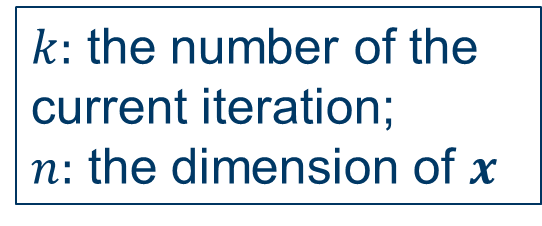 k: the number of the
current iteration;
n: the dimension of x